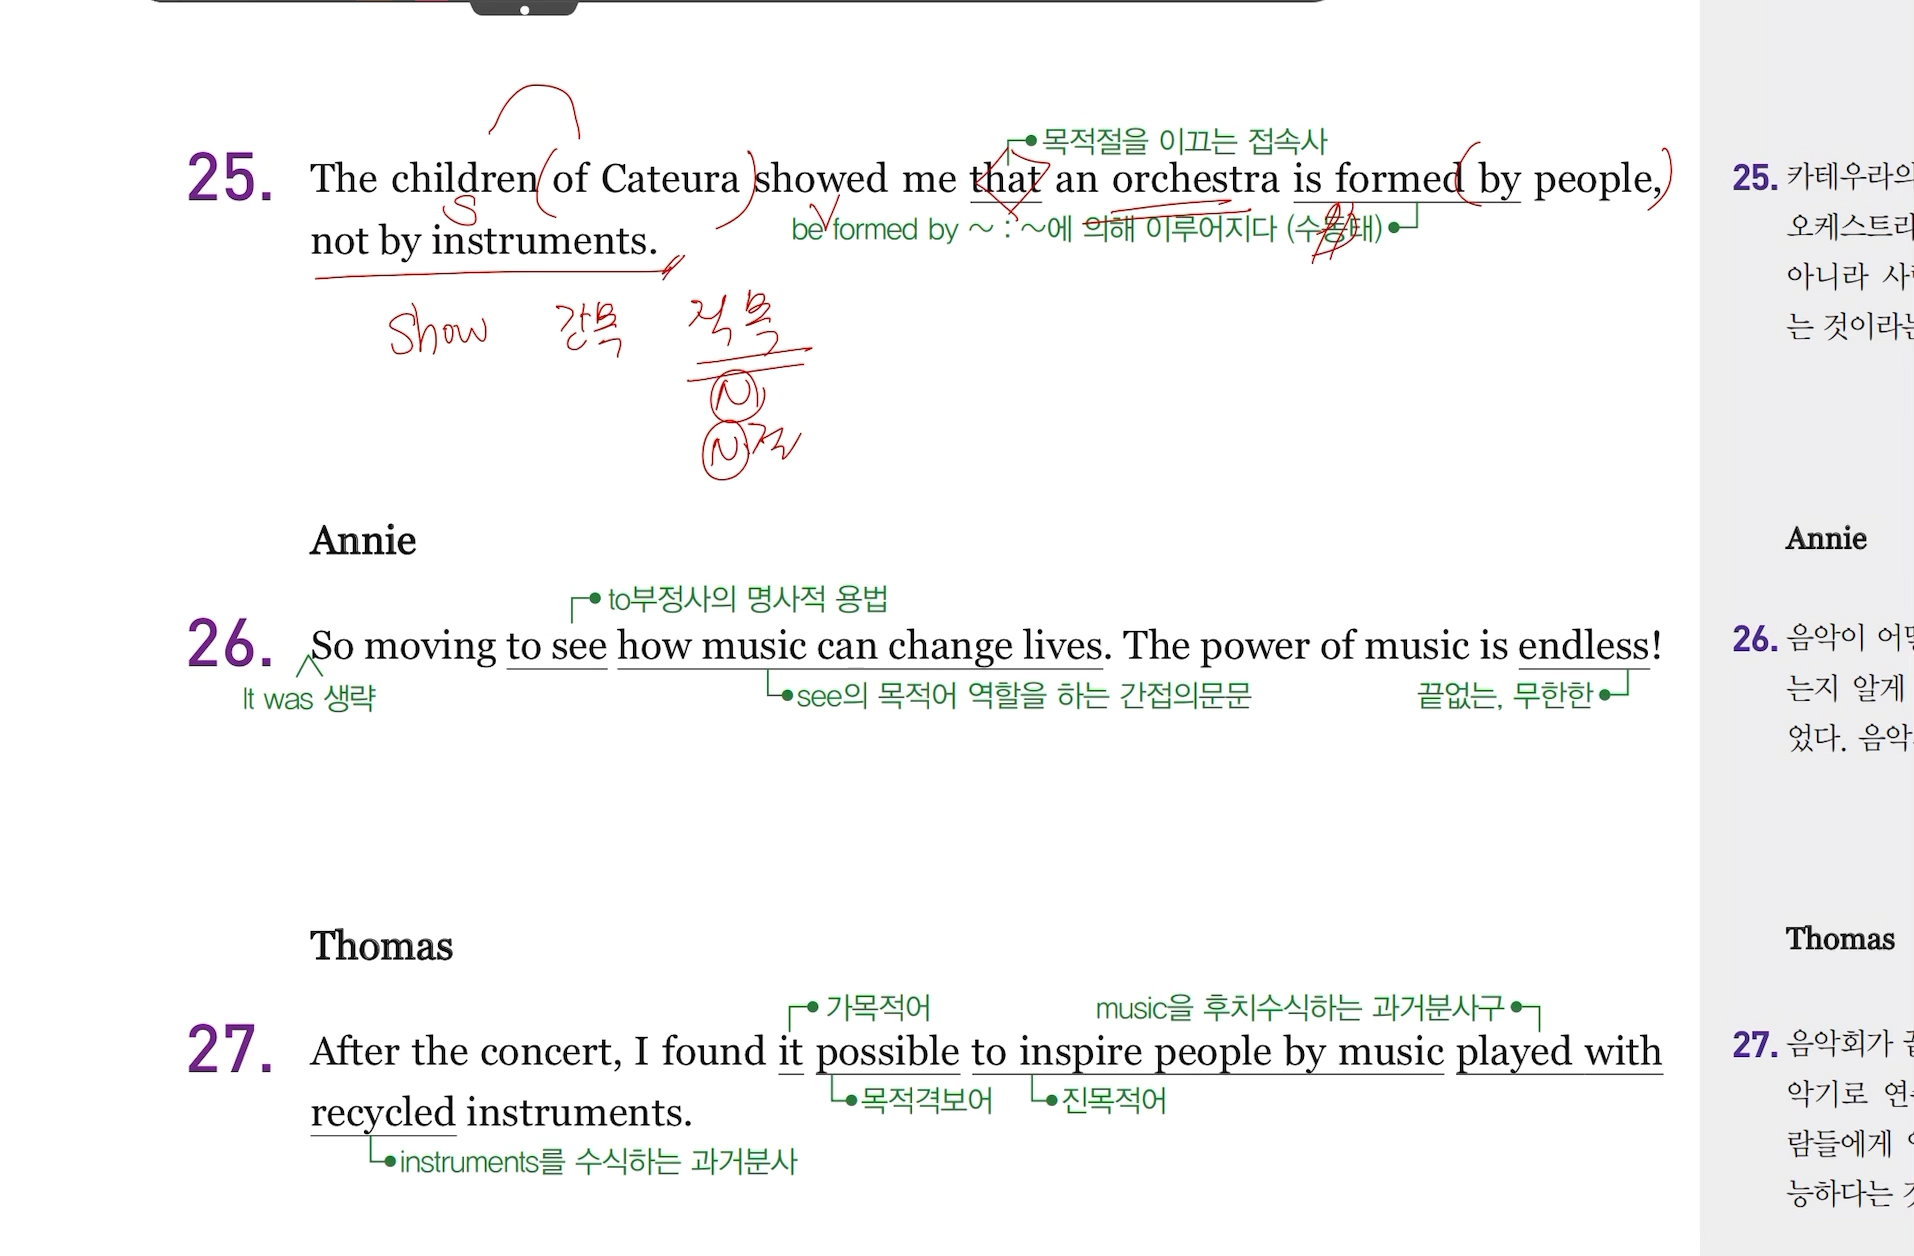 목적절을 이끄는 접속사
25. The children of Cateura showed me that an orchestra is formed by people,
S
V
be formed by ~ : ~에 의해 이루어지다 (수동태)
not by instruments.
Show 간목 직목
N
N절
Annie
to부정사의 명사적 용법
26. So moving to see how music can change lives. The power of music is endless!
It was 생략
see의 목적어 역할을 하는 간접의문문
끝없는, 무한한
Thomas
가목적어
music을 후치수식하는 과거분사구
27. After the concert, I found it possible to inspire people by music played with
목적격보어
진목적어
recycled instruments.
instruments를 수식하는 과거분사
25. 카테우라의
오케스트라
아니라 사
는 것이라는
Annie
26. 음악이 어
는지 알게
었다. 음악
Thomas
27. 음악회가
악기로 연
람들에게
능하다는